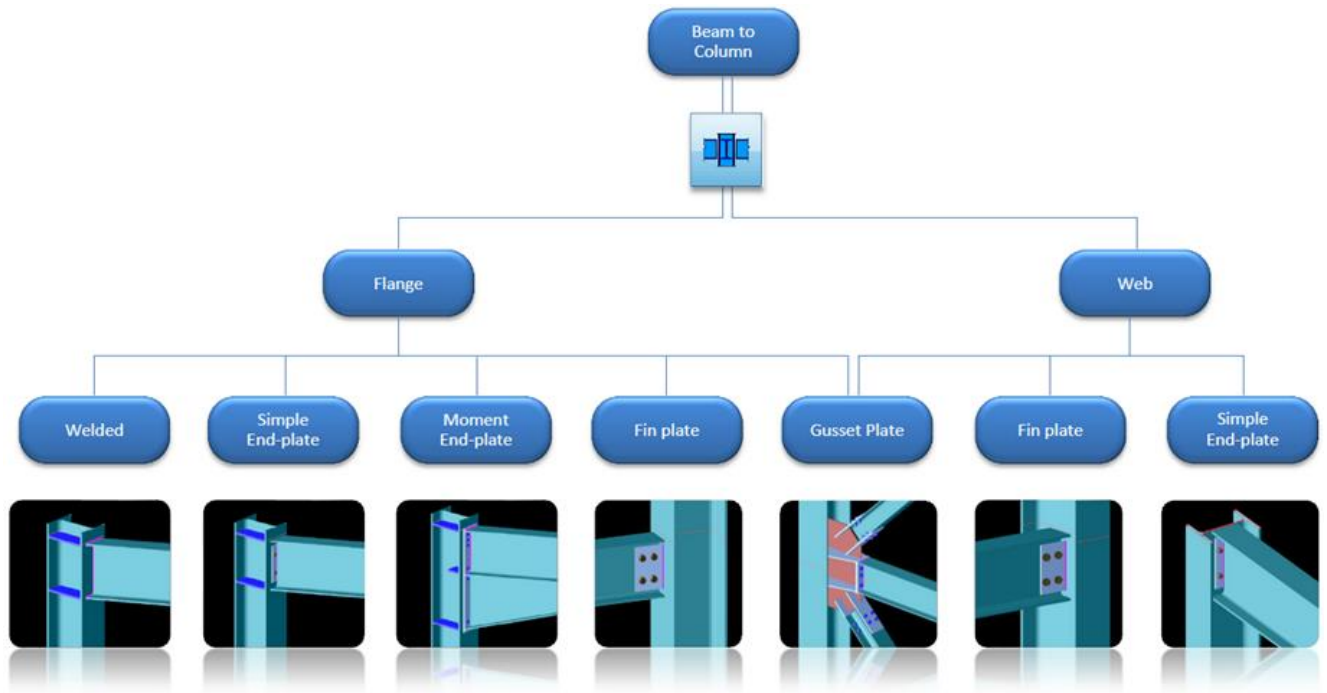 Beam to
Column
Flange
Web
Welded
Simple
End-plate
Moment
End-plate
Fin plate
Gusset Plate
Fin plate
Simple
End-plate